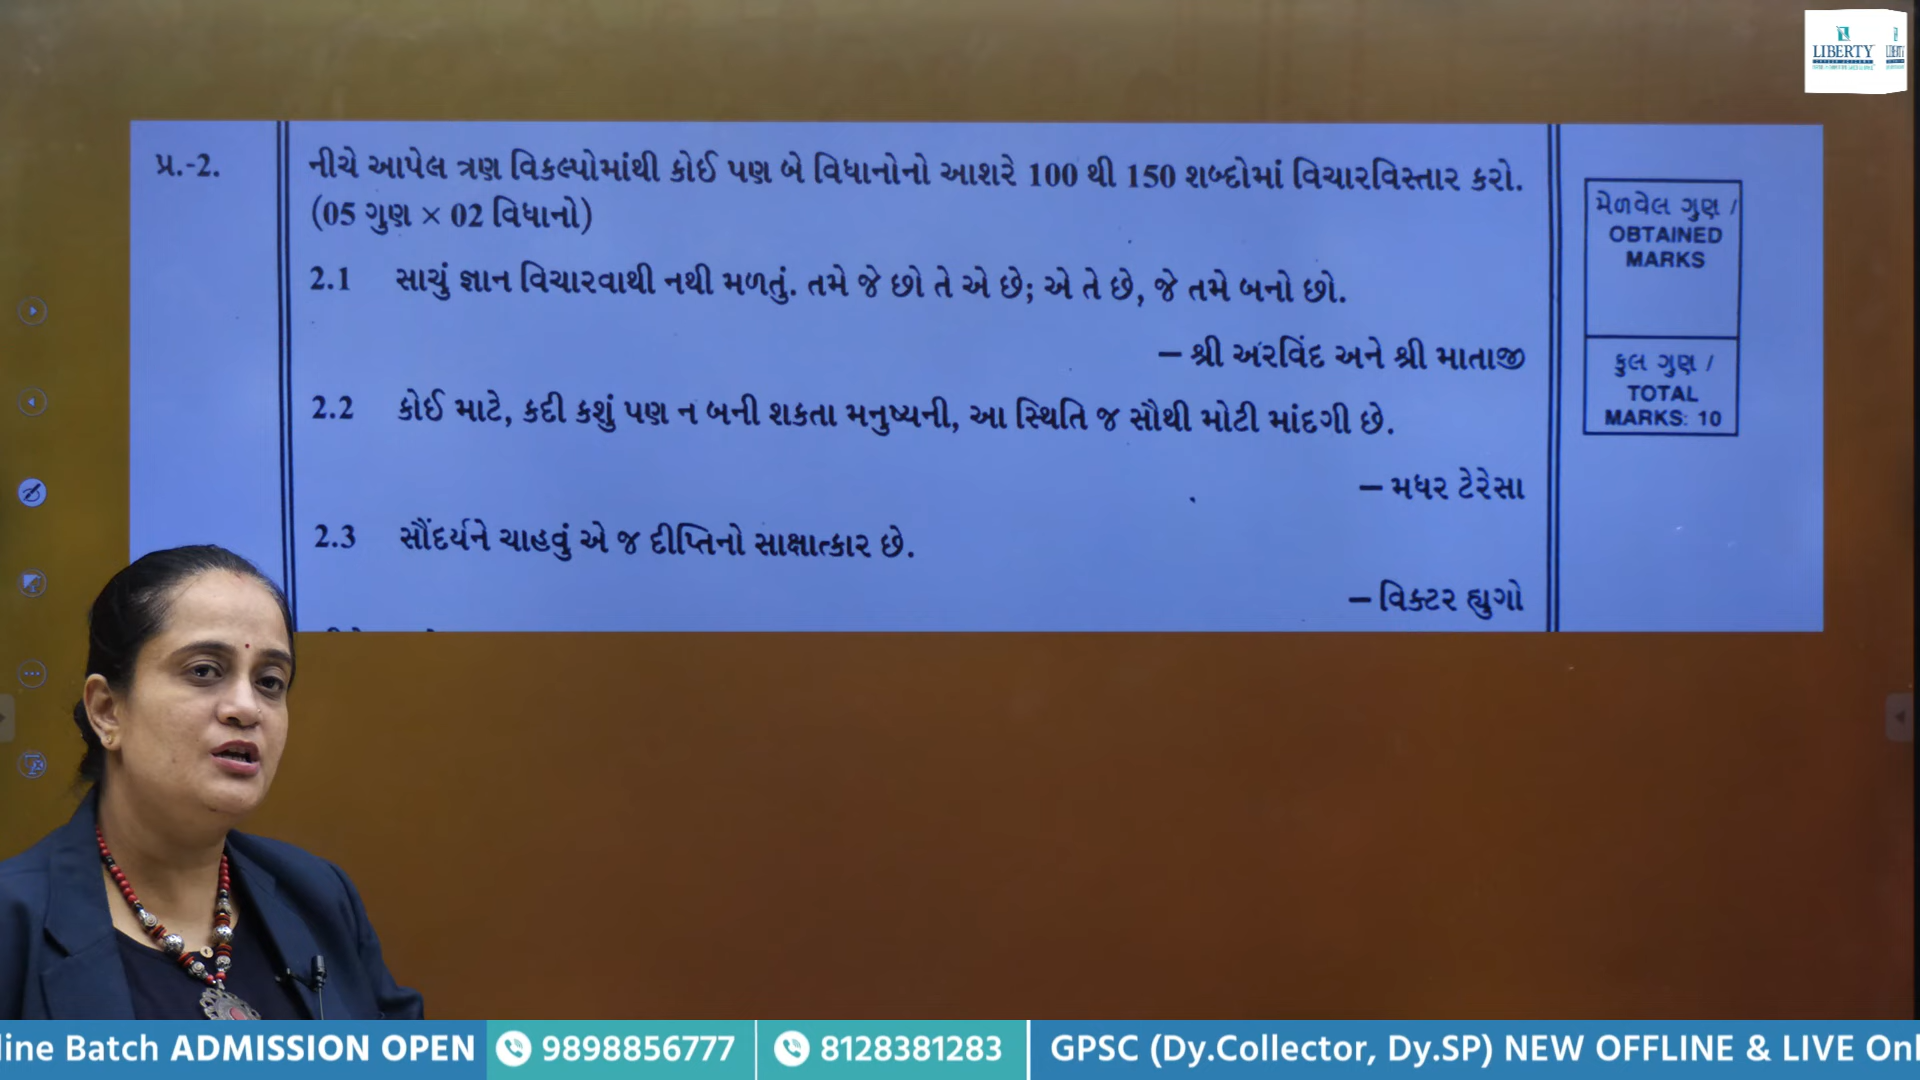 LIBERTY
પ્ર.-2.
નીચે આપેલ ત્રણ વિકલ્પોમાંથી કોઈ પણ બે વિધાનોનો આશરે 100 થી 150 શબ્દોમાં વિચારવિસ્તાર કરો.
(05 ગુણ × 02 વિધાનો)
2.1 સાચું જ્ઞાન વિચારવાથી નથી મળતું. તમે જે છો તે એ છે; એ તે છે, જે તમે બનો છો.
– શ્રી અરવિંદ અને શ્રી માતાજી
2.2 કોઈ માટે, કદી કશું પણ ન બની શકતા મનુષ્યની, આ સ્થિતિ જ સૌથી મોટી માંદગી છે.
– મધર ટેરેસા
2.3 સૌંદર્યને ચાહવું એ જ દીપ્તિનો સાક્ષાત્કાર છે.
– વિક્ટર હ્યુગો
મેળવેલ ગુણ /
OBTAINED
MARKS
કુલ ગુણ /
TOTAL
MARKS: 10
line Batch ADMISSION OPEN 9898856777 8128381283 GPSC (Dy.Collector, Dy.SP) NEW OFFLINE & LIVE Onl